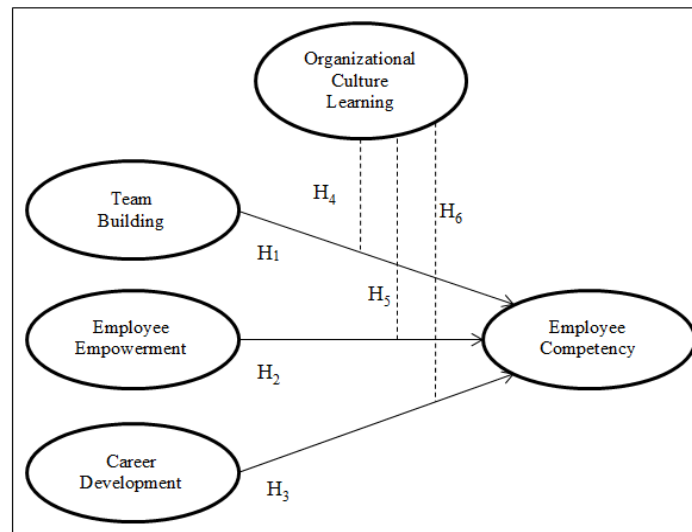 Organizational
Culture
Learning
H4
H6
Team
Building
H1
H5
Employee
Empowerment
H2
Employee
Competency
Career
Development
H3